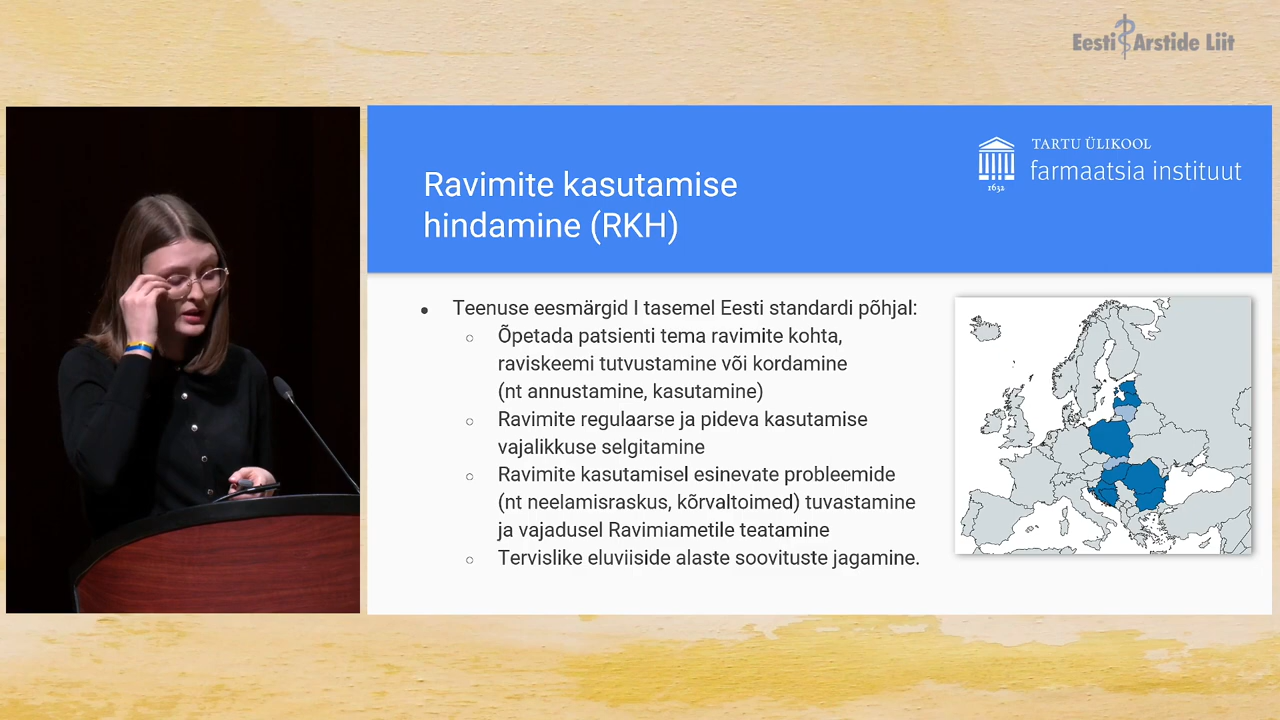 Eesti Arstide Liit
TARTU ÜLIKOOL
farmaatsia instituut
1632
Ravimite kasutamise
hindamine (RKH)
● Teenuse eesmärgid I tasemel Eesti standardi põhjal:
○ Õpetada patsienti tema ravimite kohta,
raviskeemi tutvustamine või kordamine
(nt annustamine, kasutamine)
○ Ravimite regulaarse ja pideva kasutamise
vajalikkuse selgitamine
○ Ravimite kasutamisel esinevate probleemide
(nt neelamisraskus, kõrvaltoimed) tuvastamine
ja vajadusel Ravimiametile teatamine
○ Tervislike eluviiside alaste soovituste jagamine.